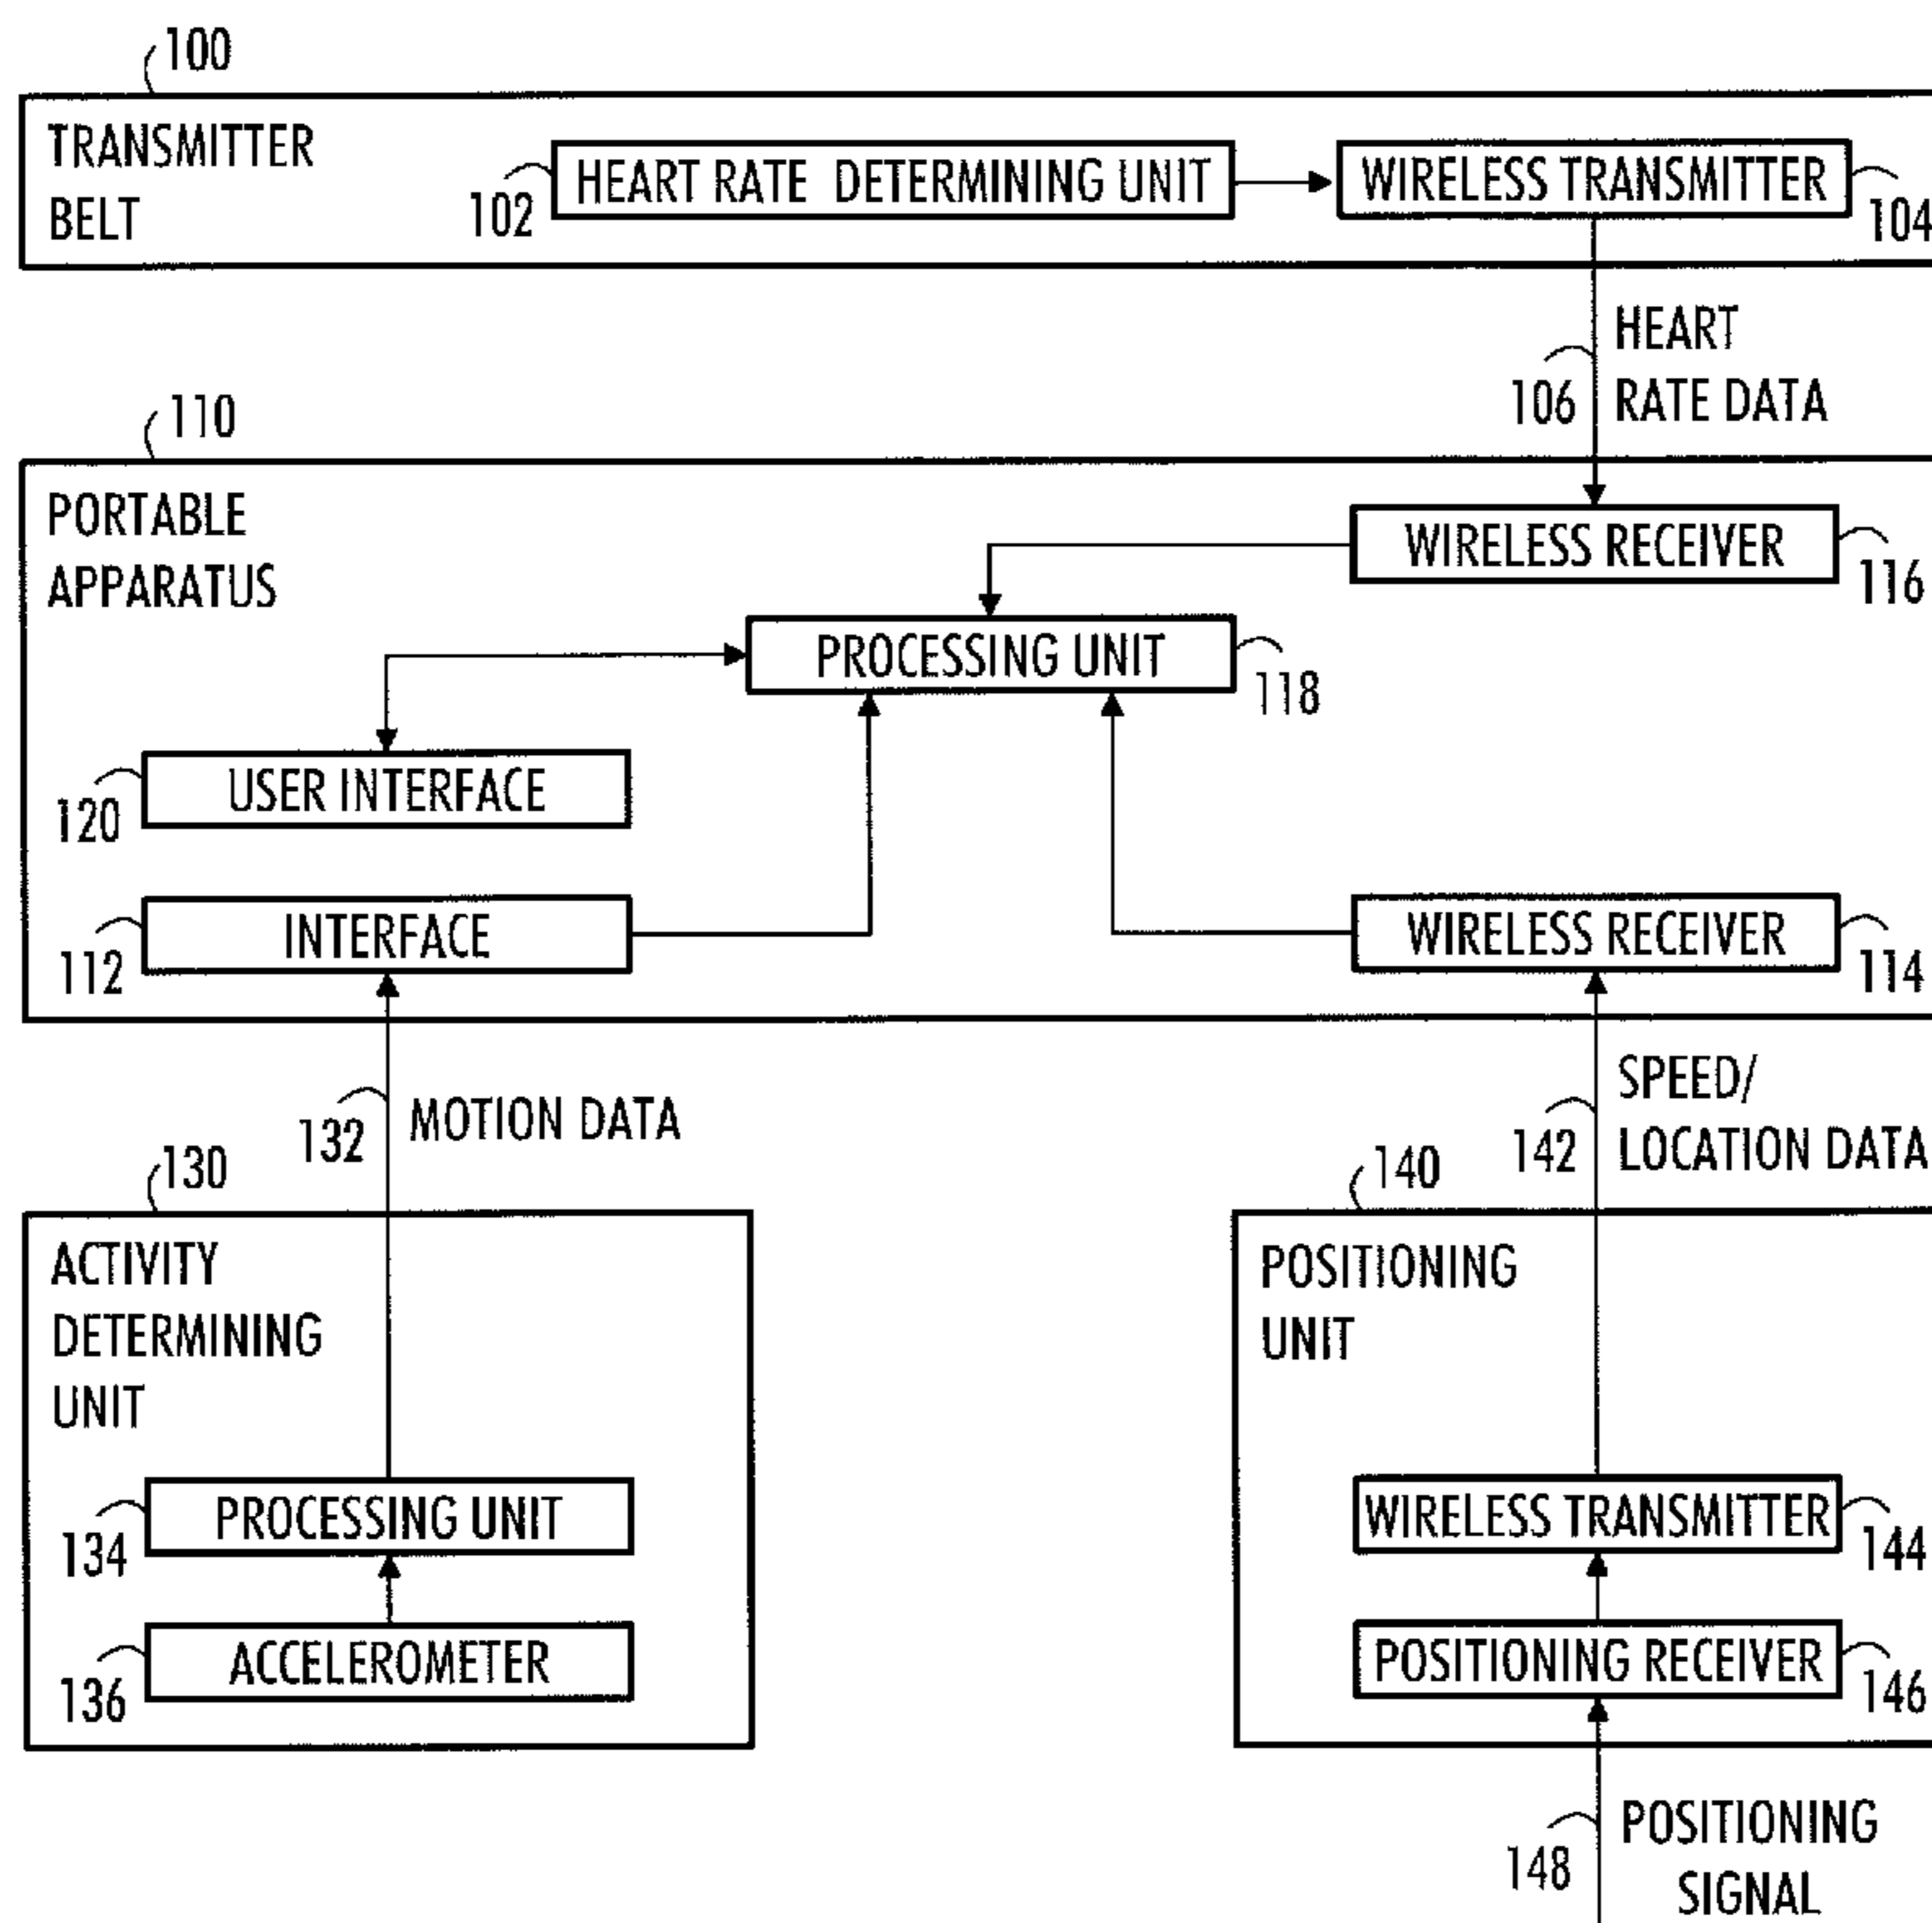 100
TRANSMITTER
BELT
HEART RATE DETERMINING UNIT
102
WIRELESS TRANSMITTER
104
HEART
RATE DATA
106
110
PORTABLE
APPARATUS
WIRELESS RECEIVER
116
PROCESSING UNIT
118
USER INTERFACE
120
INTERFACE
112
WIRELESS RECEIVER
114
MOTION DATA
132
SPEED/
LOCATION DATA
142
130
ACTIVITY
DETERMINING
UNIT
PROCESSING UNIT
134
ACCELEROMETER
136
140
POSITIONING
UNIT
WIRELESS TRANSMITTER
144
POSITIONING RECEIVER
146
POSITIONING
SIGNAL
148